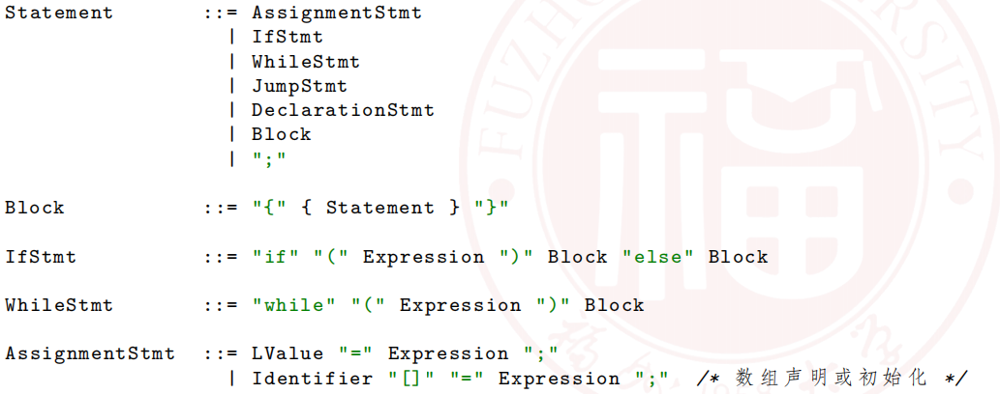 Statement ::= AssignmentStmt
| IfStmt
| WhileStmt
| JumpStmt
| DeclarationStmt
| Block
| ";"
Block ::= "{" { Statement } "}"
IfStmt ::= "if" "(" Expression ")" Block "else" Block
WhileStmt ::= "while" "(" Expression ")" Block
AssignmentStmt ::= LValue "=" Expression ";"
| Identifier "[]" "=" Expression ";" /* 数组声明或初始化 */